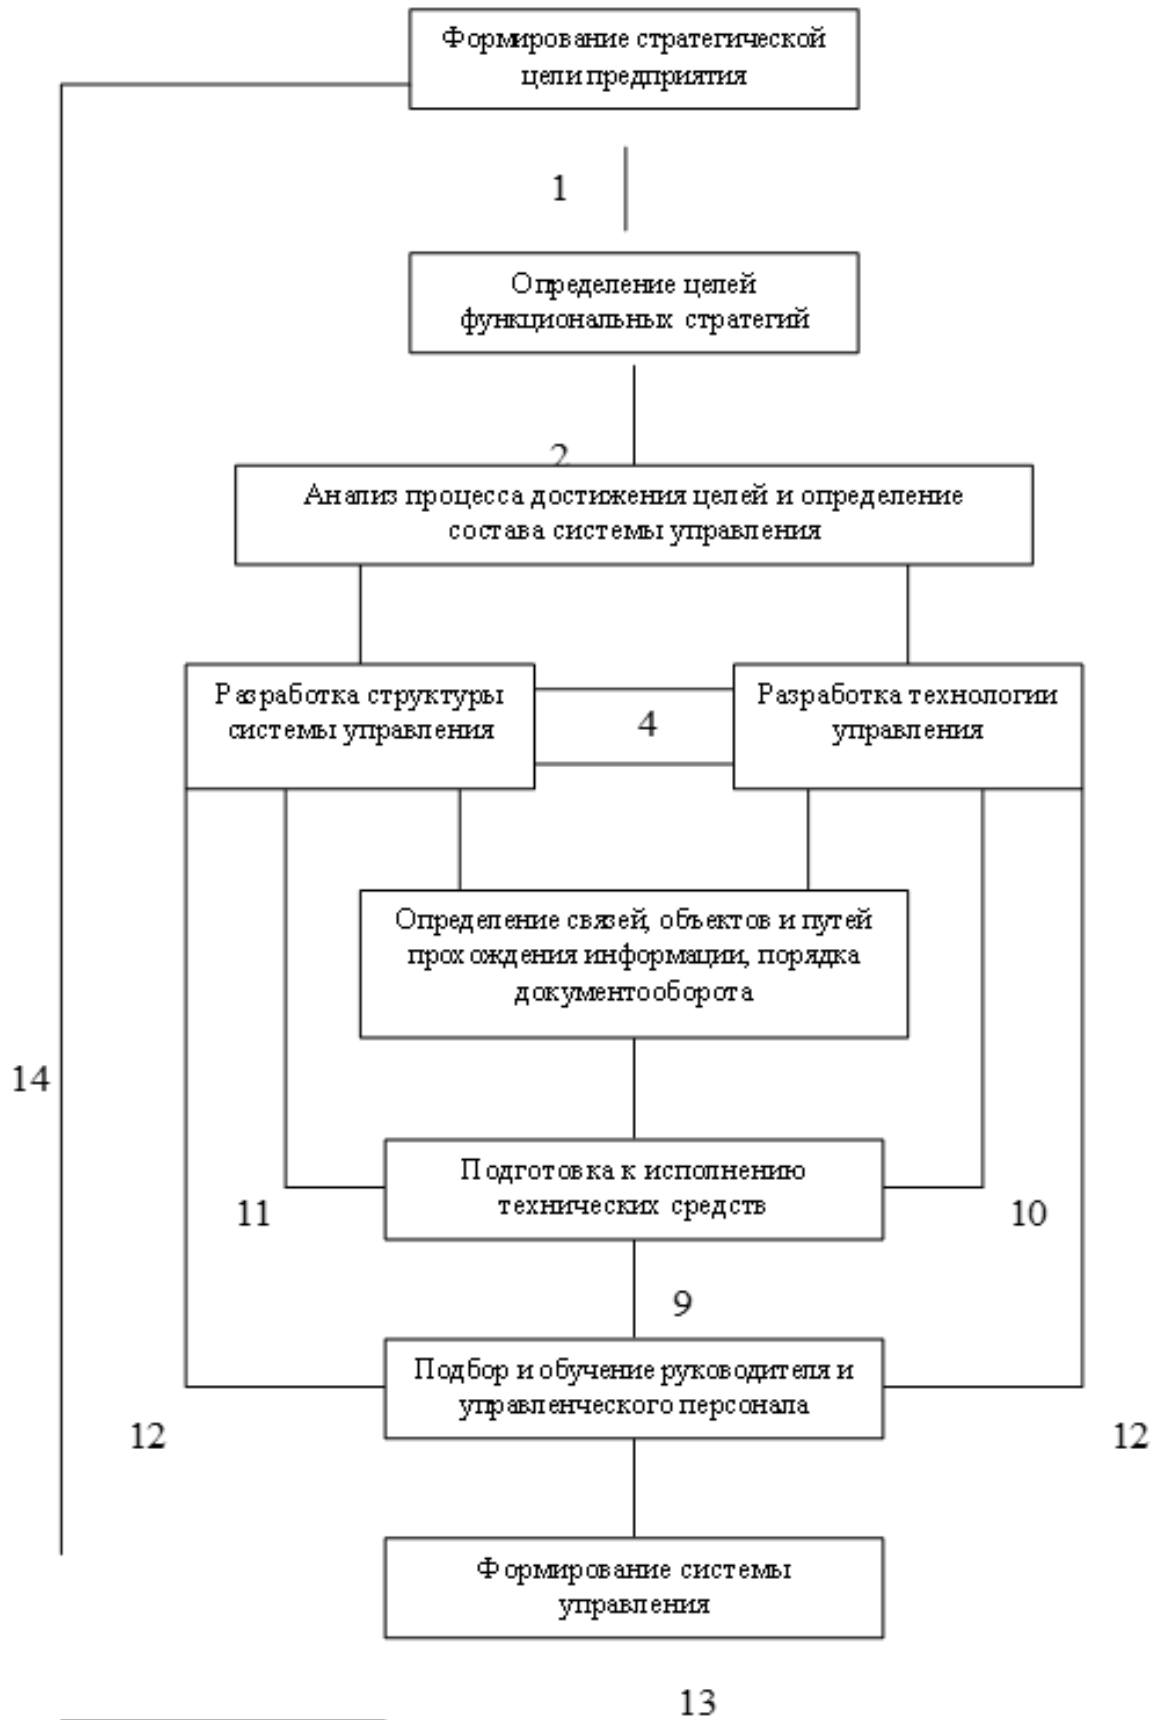 Формирование стратегической
цели предприятия
1
Определение целей
функциональных стратегий
2
Анализ процесса достижения целей и определение
состава системы управления
Разработка структуры
системы управления
4
Разработка технологии
управления
Определение связей, объектов и путей
прохождения информации, порядка
документооборота
14
Подготовка к исполнению
технических средств
11
10
9
Подбор и обучение руководителя и
управленческого персонала
12
12
Формирование системы
управления
13